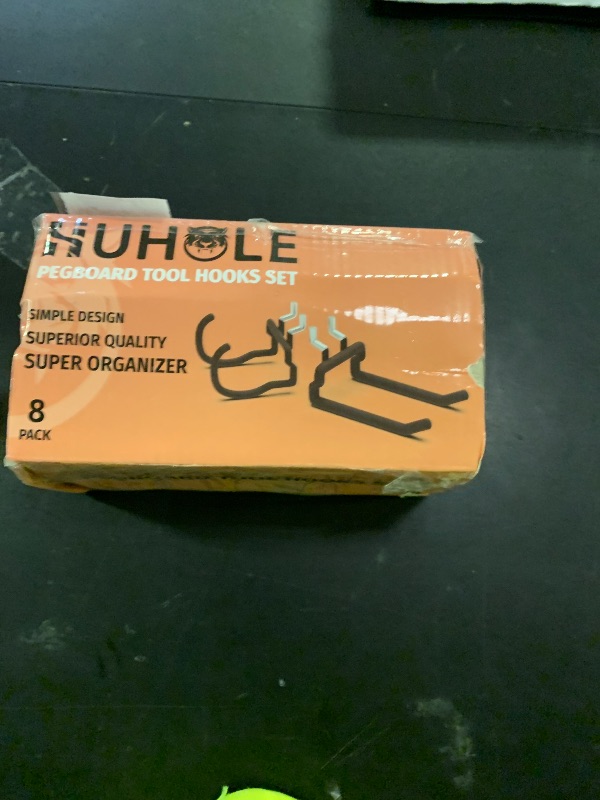 HUHOLE
PEGBOARD TOOL HOOKS SET
SIMPLE DESIGN
SUPERIOR QUALITY
SUPER ORGANIZER
8
PACK